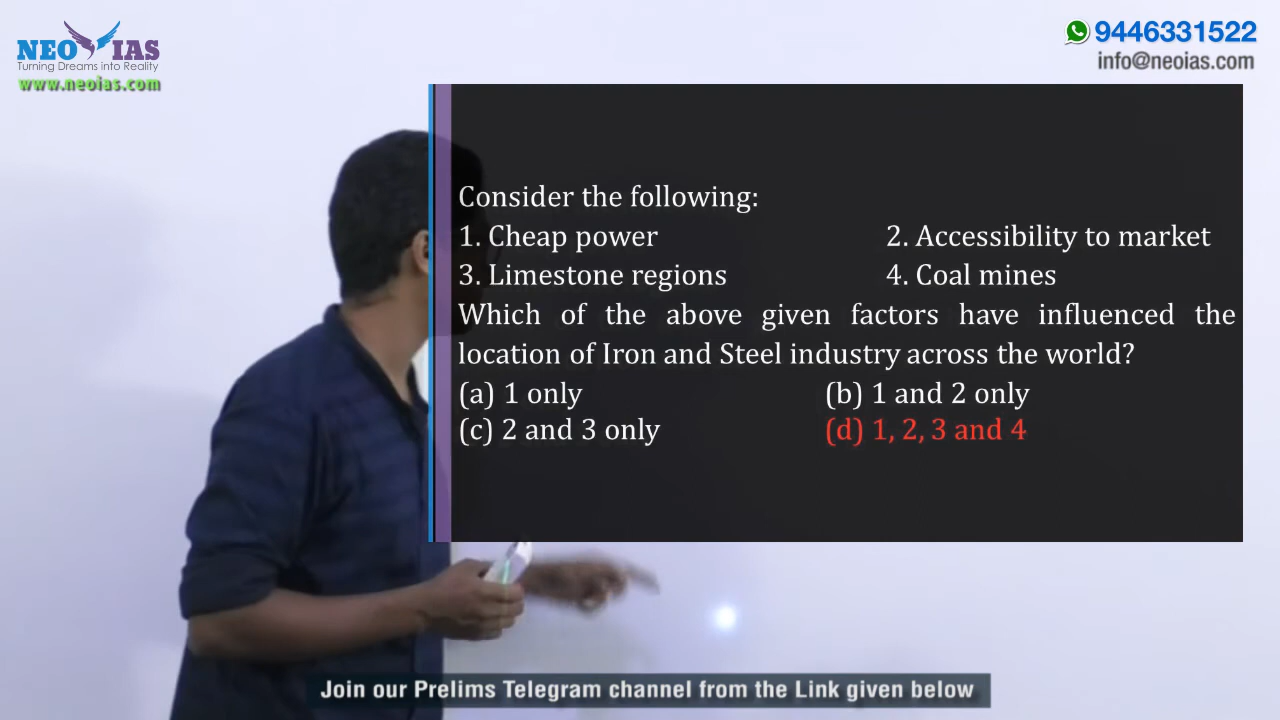 NEO IAS
Turning Dreams into Reality
www.neoias.com
9446331522
info@neoias.com
Consider the following:
1. Cheap power 2. Accessibility to market
3. Limestone regions 4. Coal mines
Which of the above given factors have influenced the
location of Iron and Steel industry across the world?
(a) 1 only (b) 1 and 2 only
(c) 2 and 3 only (d) 1, 2, 3 and 4
Join our Prelims Telegram channel from the Link given below